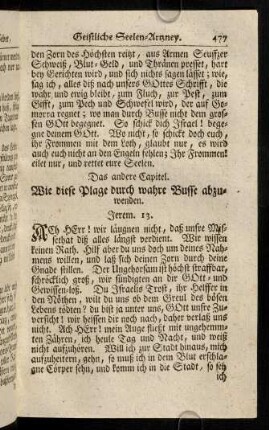 Geistliche Seelen-Artzney. 477
den Zorn des Höchsten reitzt, aus Armen Seuffzer
Schweiß, Blut-Geld, und Thränen presset, hart
bey Gerichten wird, und sich nichts sagen lässet; wie,
sag ich, alles diß nach unsers GOttes Schrifft, die
wahr und ewig bleibt, zum Fluch, zur Pest, zum
Gifft, zum Pech und Schwefel wird, der auf Go-
morra regnet; wo man durch Busse nicht dem gros-
sen GOtt begegnet. So schick dich Israel! bege-
gne deinem GOtt. Wo nicht, so schickt doch euch,
ihr Frommen mit dem Loth, glaubt nur, es wird
auch euch nicht an den Engeln fehlen; Ihr Frommen!
eilet nur, und rettet eure Seelen.
Das andere Capitel.
Wie diese Plage durch wahre Busse abzu-
wenden.
Jerem. 13.
ACh HErr! wir läugnen nicht, daß unsre Mis-
sethat diß alles längst verdient. Wir wissen
keinen Rath. Hilf aber du uns doch um deines Nah-
mens willen, und laß sich deinen Zorn durch deine
Gnade stillen. Der Ungehorsam ist höchst straffbar,
schröcklich groß, wir sündigten an dir GOtt- und
Gewissen-loß. Du Israelis Trost, ihr Helffer in
den Nöthen, wilt du uns ob dem Greul des bösen
Lebens tödten? du bist ja unter uns, GOtt unsre Zu-
versicht! wir heissen dir noch nach, daher verlaß uns
nicht. Ach HErr! mein Auge fließt mit ungehemm-
ten Zähren, ich heule Tag und Nacht, und weiß
nicht aufzuhören. Will ich zur Stadt hinaus, mich
aufzuheitern, gehn, so muß ich in dem Blut erschla-
gne Cörper sehn, und komm ich in die Stadt, so seh
ich